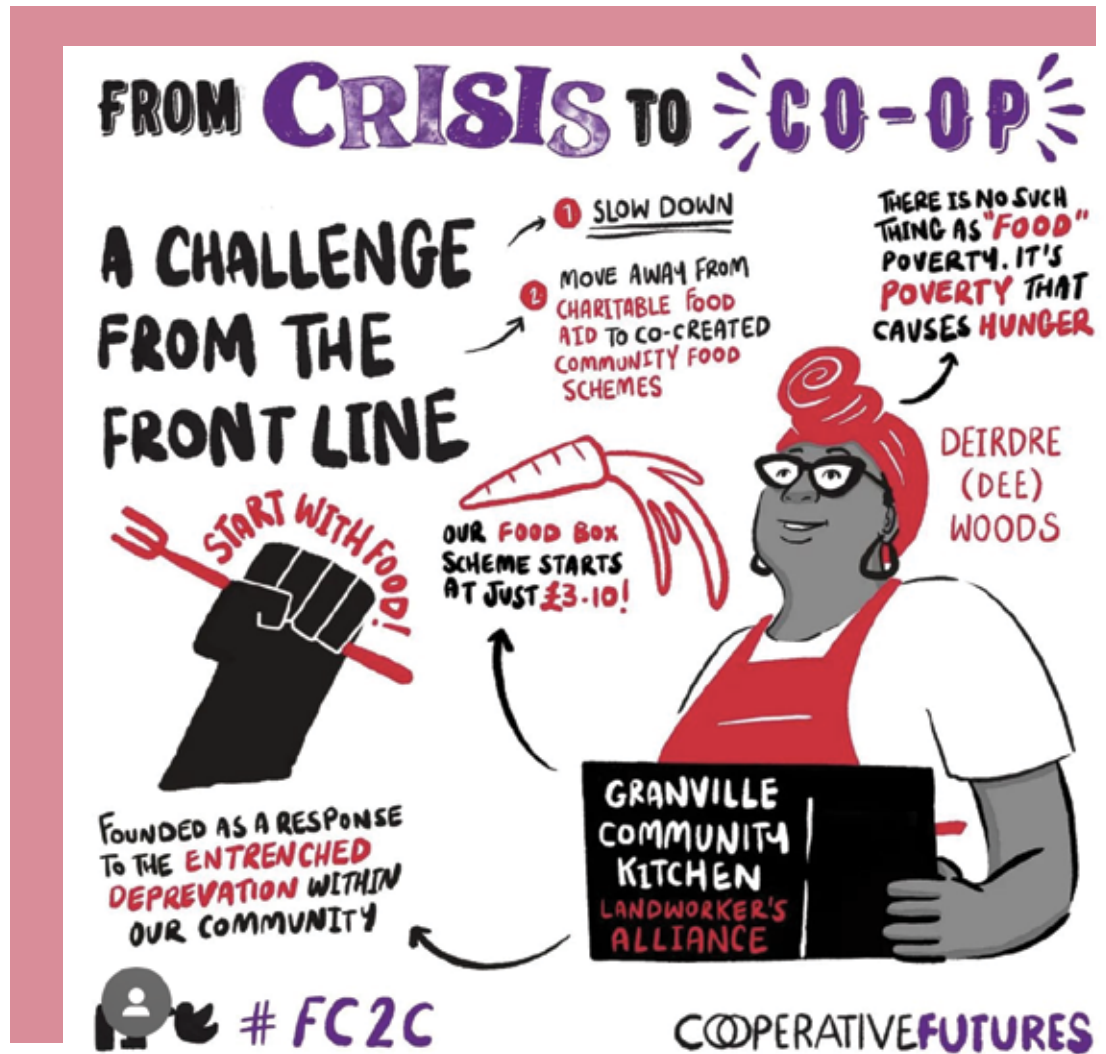 FROM CRISIS TO CO-OP
A CHALLENGE
FROM THE
FRONT LINE
1 SLOW DOWN
2 MOVE AWAY FROM
CHARITABLE FOOD
AID TO CO-CREATED
COMMUNITY FOOD
SCHEMES
THERE IS NO SUCH
THING AS "FOOD"
POVERTY. IT'S
POVERTY THAT
CAUSES HUNGER
DEIRDRE
(DEE)
WOODS
START WITH FOOD!
OUR FOOD BOX
SCHEME STARTS
AT JUST £3.10!
GRANVILLE
COMMUNITY
KITCHEN
LANDWORKER'S
ALLIANCE
FOUNDED AS A RESPONSE
TO THE ENTRENCHED
DEPREVATION WITHIN
OUR COMMUNITY
# FC2C
COOPERATIVEFUTURES